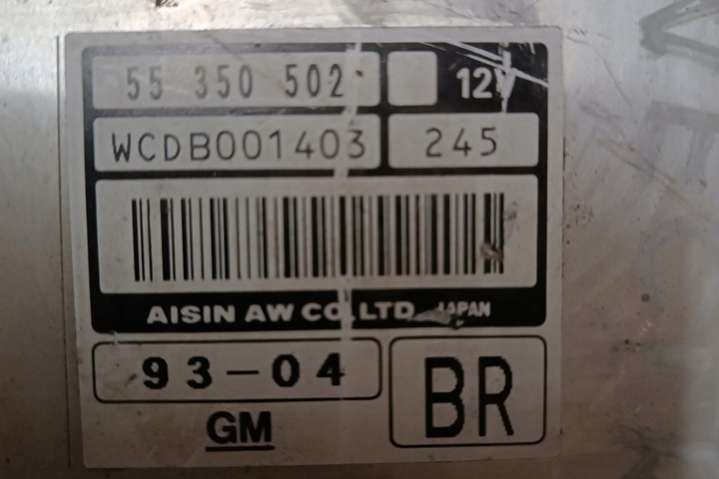 55 350 502 12V
WCDB001403 245
AISIN AW CO.,LTD. JAPAN
93-04 BR
GM